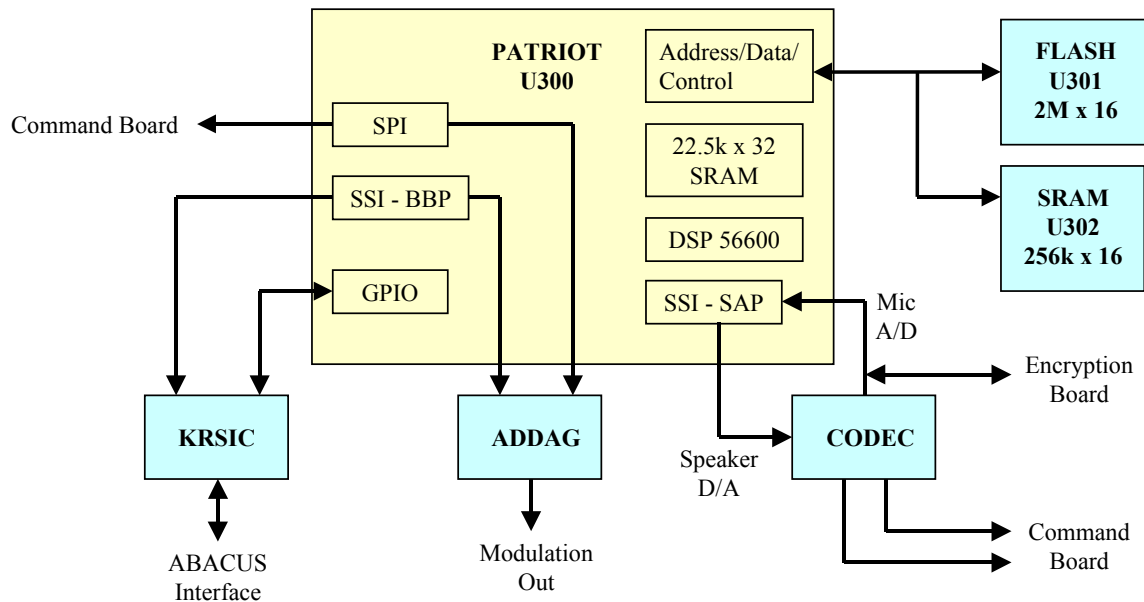 PATRIOT
U300
Address/Data/
Control
FLASH
U301
2M x 16
Command Board
SPI
22.5k x 32
SRAM
SSI - BBP
SRAM
U302
256k x 16
DSP 56600
GPIO
SSI - SAP
Mic
A/D
Encryption
Board
KRSIC
ADDAG
CODEC
Speaker
D/A
ABACUS
Interface
Modulation
Out
Command
Board